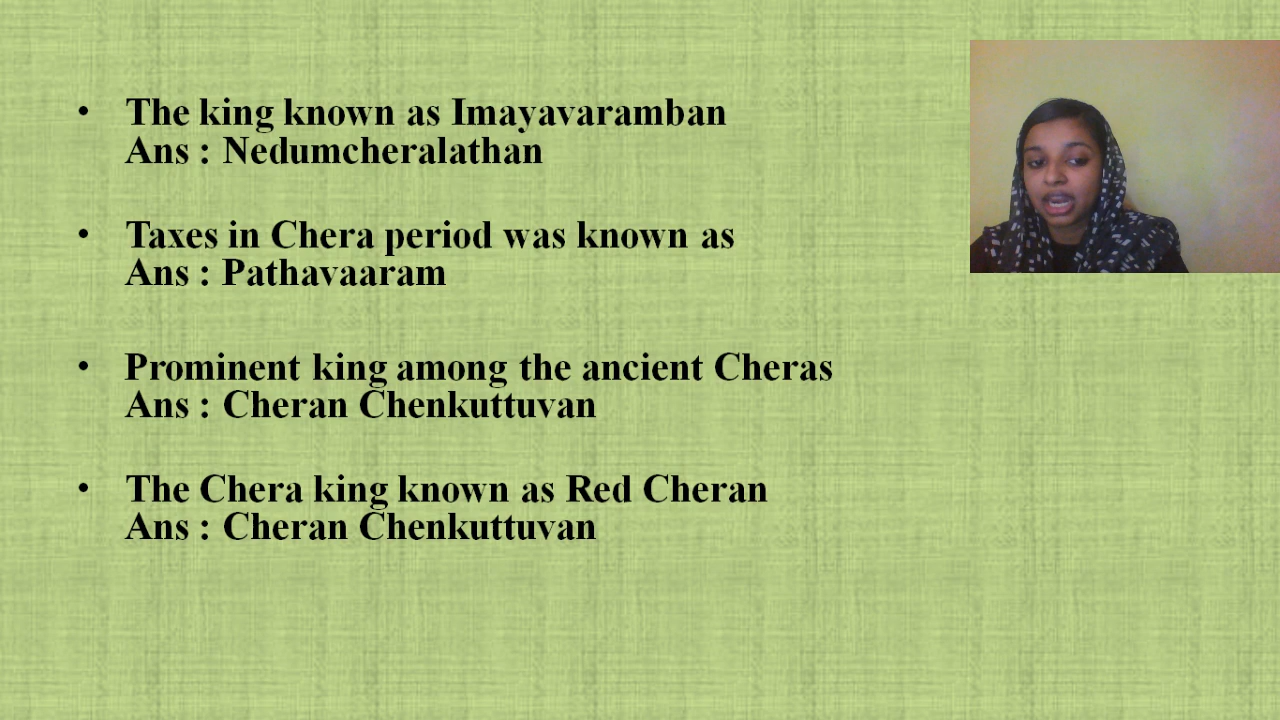 • The king known as Imayavaramban
Ans : Nedumcheralathan
• Taxes in Chera period was known as
Ans : Pathavaaram
• Prominent king among the ancient Cheras
Ans : Cheran Chenkuttuvan
• The Chera king known as Red Cheran
Ans : Cheran Chenkuttuvan